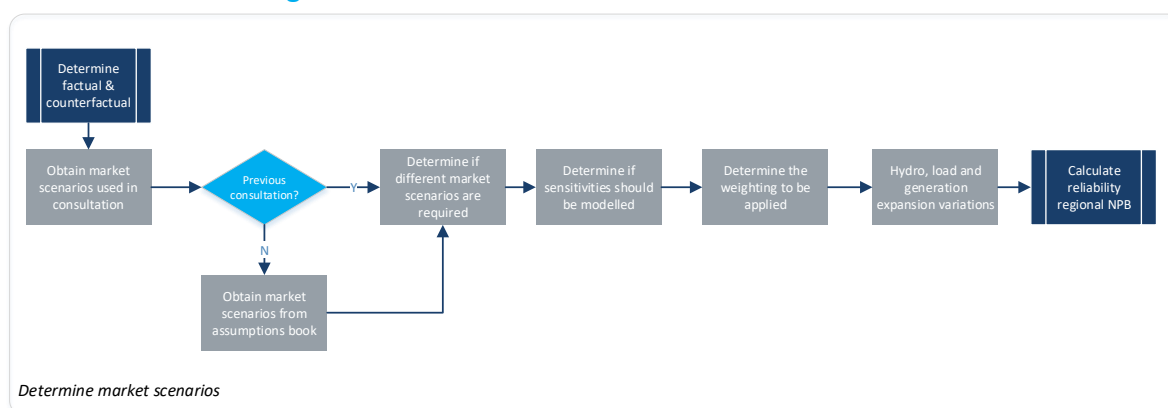 Determine
factual &
counterfactual
Obtain market
scenarios used in
consultation
Previous
consultation?
Y
N
Obtain market
scenarios from
assumptions book
Determine if
different market
scenarios are
required
Determine if
sensitivities should
be modelled
Determine the
weighting to be
applied
Hydro, load and
generation
expansion variations
Calculate
reliability
regional NPB
Determine market scenarios